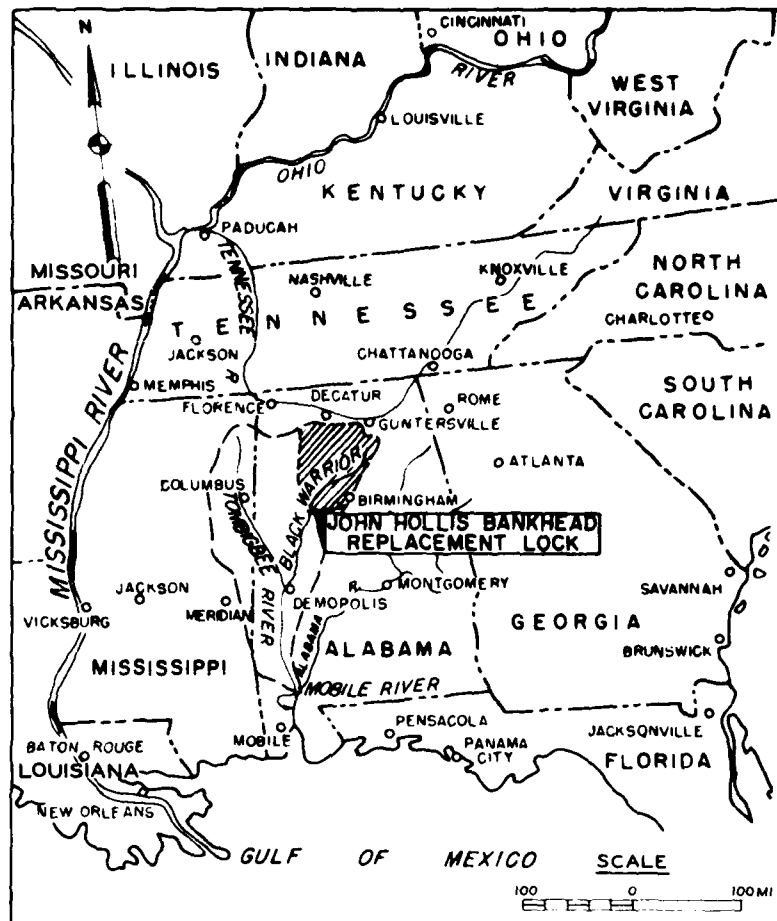 N
CINCINNATI
OHIO
INDIANA
ILLINOIS
RIVER
WEST
VIRGINIA
LOUISVILLE
OHIO
KENTUCKY
VIRGINIA
PADUCAH
TENNESSEE
R
MISSOURI
ARKANSAS
NASHVILLE
KNOXVILLE
NORTH
CAROLINA
TENNESSEE
CHARLOTTE
JACKSON
CHATTANOOGA
MEMPHIS
SOUTH
CAROLINA
FLORENCE
DECATUR
ROME
GUNTERSVILLE
MISSISSIPPI RIVER
ATLANTA
COLUMBUS
TOMBIGBEE
RIVER
BLACK WARRIOR
BIRMINGHAM
JOHN HOLLIS BANKHEAD
REPLACEMENT LOCK
JACKSON
VICKSBURG
MERIDIAN
DEMOPOLIS
R.
MONTGOMERY
SAVANNAH
GEORGIA
ALABAMA
ALABAMA
BRUNSWICK
MISSISSIPPI
MOBILE RIVER
MOBILE
PENSACOLA
PANAMA
CITY
JACKSONVILLE
FLORIDA
BATON ROUGE
LOUISIANA
NEW ORLEANS
GULF OF MEXICO
SCALE
100 0 100 MI